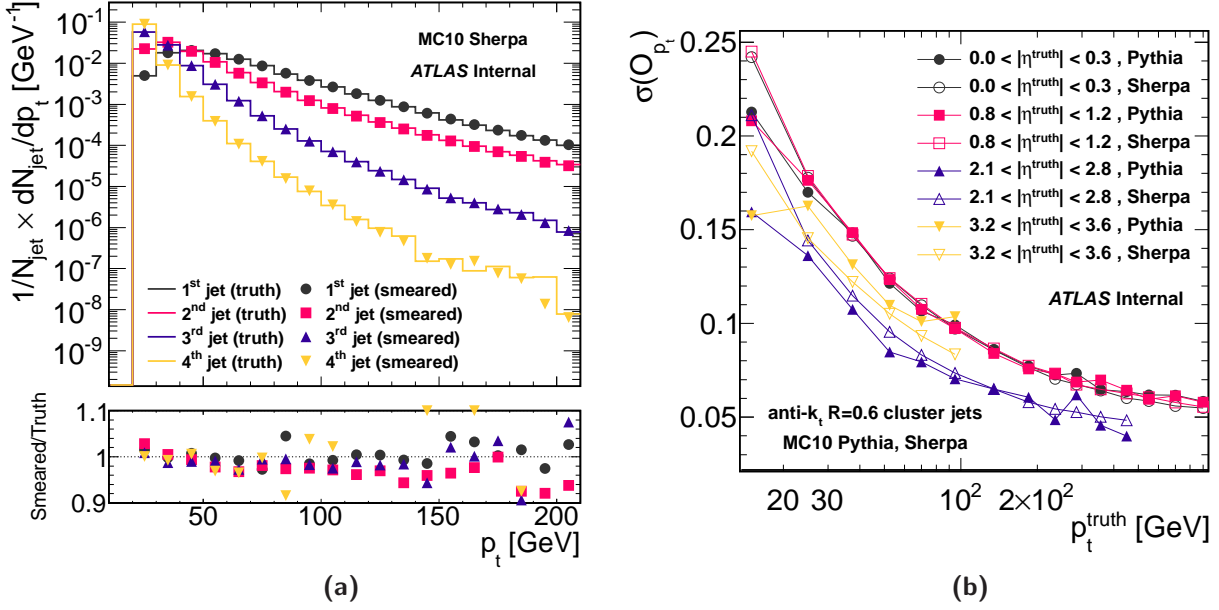 1/N_jet × dN_jet/dp_t [GeV⁻¹]
10⁻¹
10⁻²
10⁻³
10⁻⁴
10⁻⁵
10⁻⁶
10⁻⁷
10⁻⁸
10⁻⁹
MC10 Sherpa
ATLAS Internal
1ˢᵗ jet (truth) 1ˢᵗ jet (smeared)
2ⁿᵈ jet (truth) 2ⁿᵈ jet (smeared)
3ʳᵈ jet (truth) 3ʳᵈ jet (smeared)
4ᵗʰ jet (truth) 4ᵗʰ jet (smeared)
Smeared/Truth
1.1
1
0.9
50 100 150 200
p_t [GeV]
(a)
σ(O_{p_t})
0.25
0.2
0.15
0.1
0.05
0.0 < |η^truth| < 0.3 , Pythia
0.0 < |η^truth| < 0.3 , Sherpa
0.8 < |η^truth| < 1.2 , Pythia
0.8 < |η^truth| < 1.2 , Sherpa
2.1 < |η^truth| < 2.8 , Pythia
2.1 < |η^truth| < 2.8 , Sherpa
3.2 < |η^truth| < 3.6 , Pythia
3.2 < |η^truth| < 3.6 , Sherpa
ATLAS Internal
anti-k_t R=0.6 cluster jets
MC10 Pythia, Sherpa
20 30 10² 2×10²
p_t^truth [GeV]
(b)